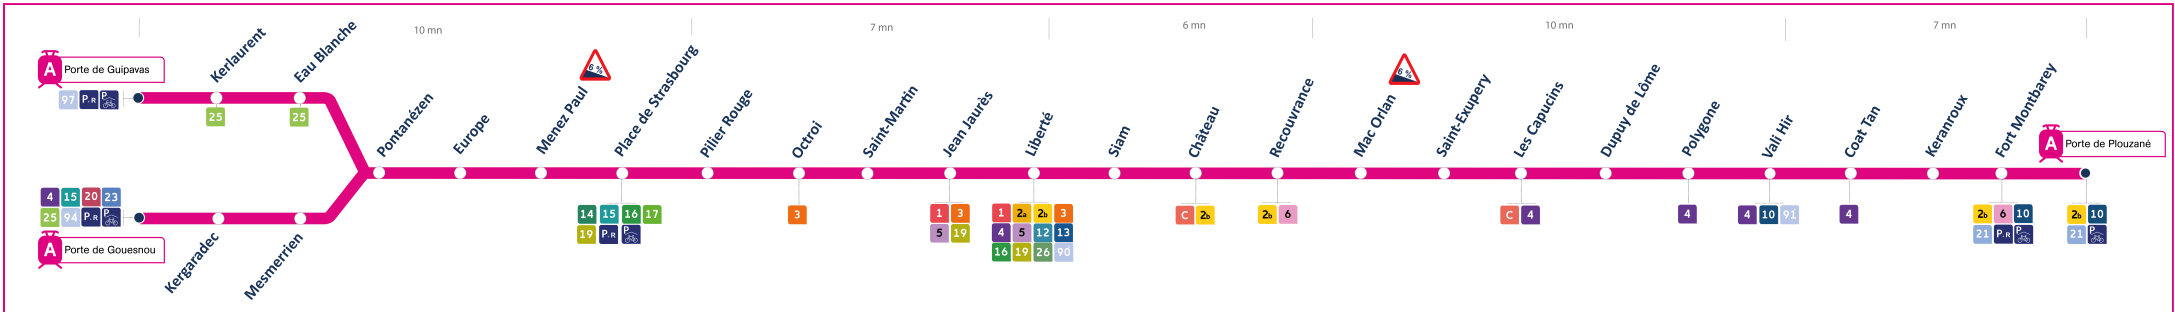 10 mn
7 mn
6 mn
10 mn
7 mn
A Porte de Guipavas
97 P+R P
Kerlaurent
25
Eau Blanche
25
4 15 20 23
25 94 P+R P
A Porte de Gouesnou
Kergaradec
Mesmerrien
Pontanézen
Europe
Menez Paul
6 %
Place de Strasbourg
14 15 16 17
19 P+R P
Pilier Rouge
Octroi
3
Saint-Martin
Jean Jaurès
1 3
5 19
Liberté
1 2a 2b 3
4 5 12 13
16 19 26 90
Siam
Château
C 2b
Recouvrance
2b 6
Mac Orlan
6 %
Saint-Exupery
Les Capucins
C 4
Dupuy de Lôme
Polygone
4
Vali Hir
4 10 91
Coat Tan
4
Keranroux
Fort Montbarey
2b 6 10
21 P+R P
A Porte de Plouzané
2b 10
21 P